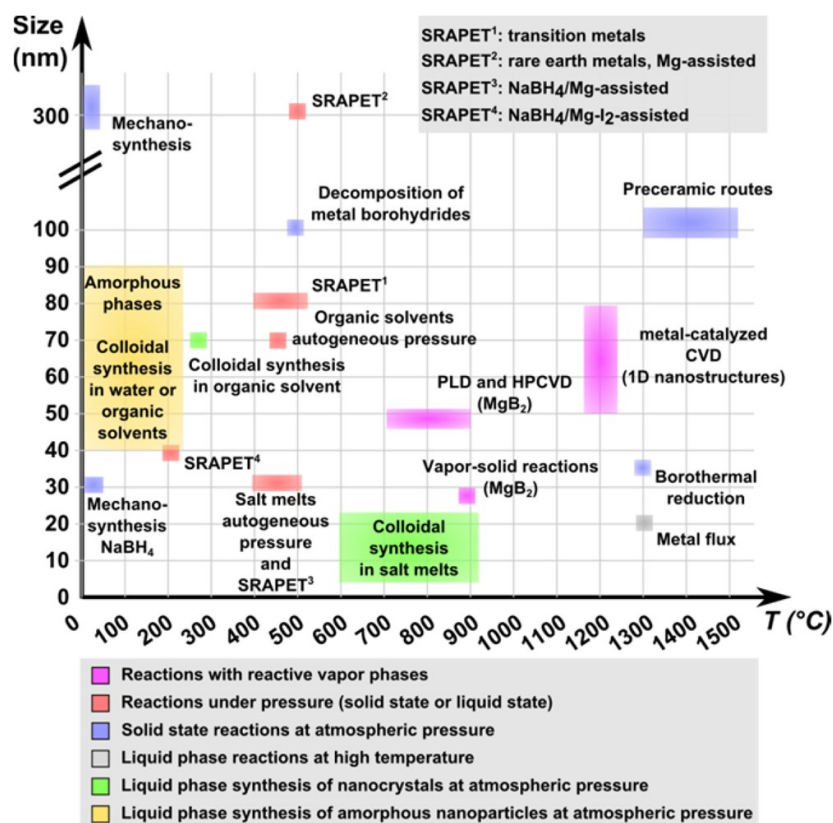 Size
(nm)
SRAPET¹: transition metals
SRAPET²: rare earth metals, Mg-assisted
SRAPET³: NaBH₄/Mg-assisted
SRAPET⁴: NaBH₄/Mg-I₂-assisted
300
SRAPET²
Mechano-
synthesis
Decomposition of
metal borohydrides
Preceramic routes
100
90
80
70
60
50
40
30
20
10
0
Amorphous
phases
Colloidal
synthesis
in water or
organic
solvents
SRAPET¹
Organic solvents
autogeneous pressure
Colloidal synthesis
in organic solvent
metal-catalyzed
CVD
(1D nanostructures)
PLD and HPCVD
(MgB₂)
SRAPET⁴
Vapor-solid reactions
(MgB₂)
Borothermal
reduction
Mechano-
synthesis
NaBH₄
Salt melts
autogeneous
pressure
and
SRAPET³
Colloidal
synthesis
in salt melts
Metal flux
0 100 200 300 400 500 600 700 800 900 1000 1100 1200 1300 1400 1500
T (°C)
Reactions with reactive vapor phases
Reactions under pressure (solid state or liquid state)
Solid state reactions at atmospheric pressure
Liquid phase reactions at high temperature
Liquid phase synthesis of nanocrystals at atmospheric pressure
Liquid phase synthesis of amorphous nanoparticles at atmospheric pressure